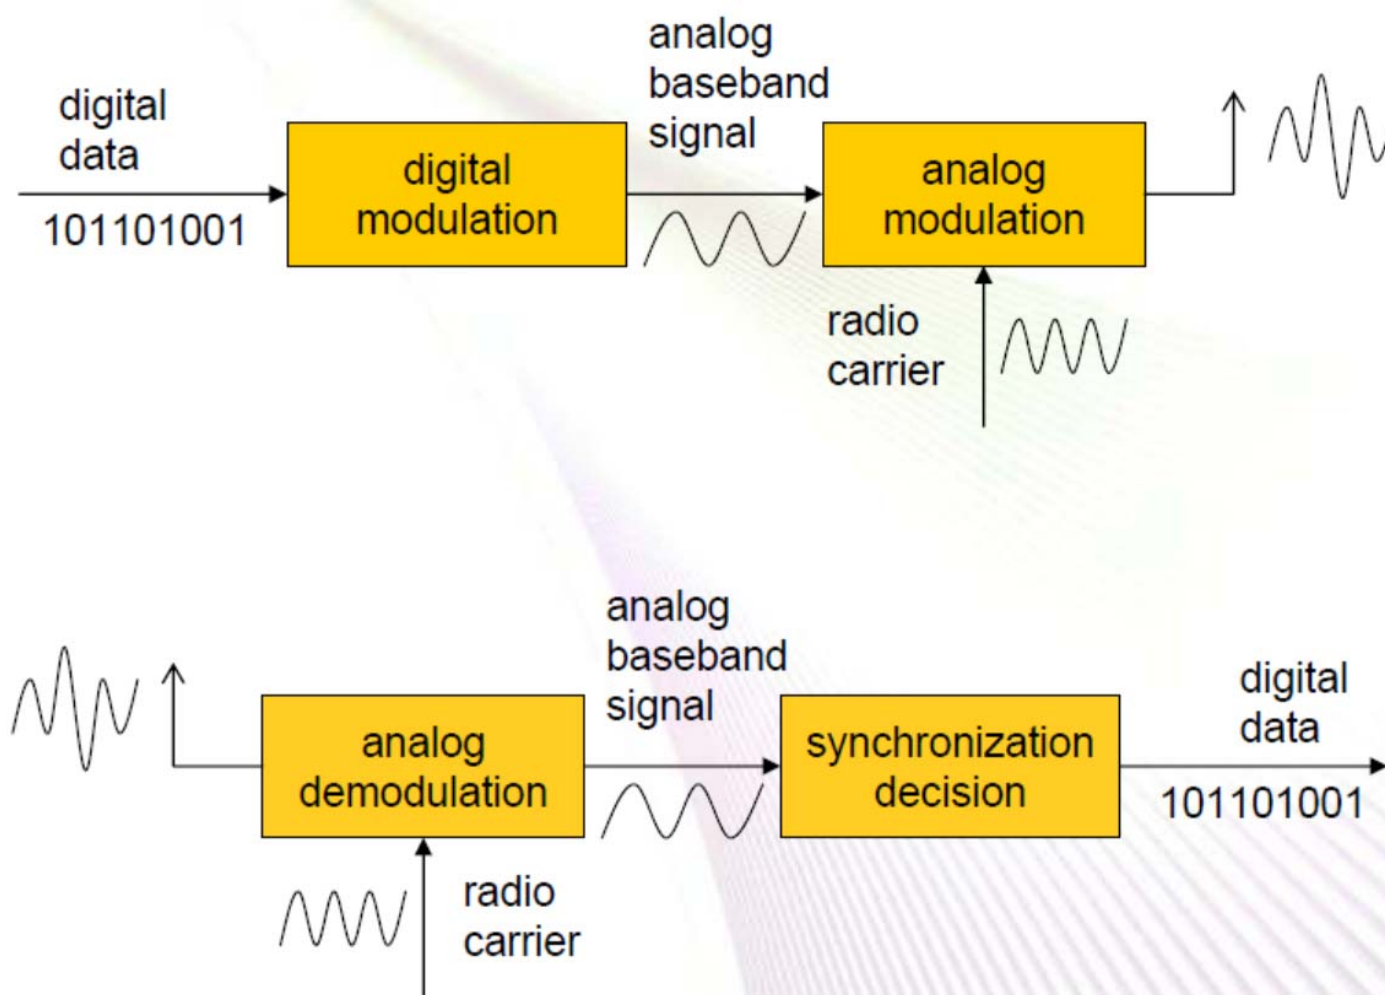 digital
data
101101001
digital
modulation
analog
baseband
signal
analog
modulation
radio
carrier
analog
demodulation
radio
carrier
analog
baseband
signal
synchronization
decision
digital
data
101101001